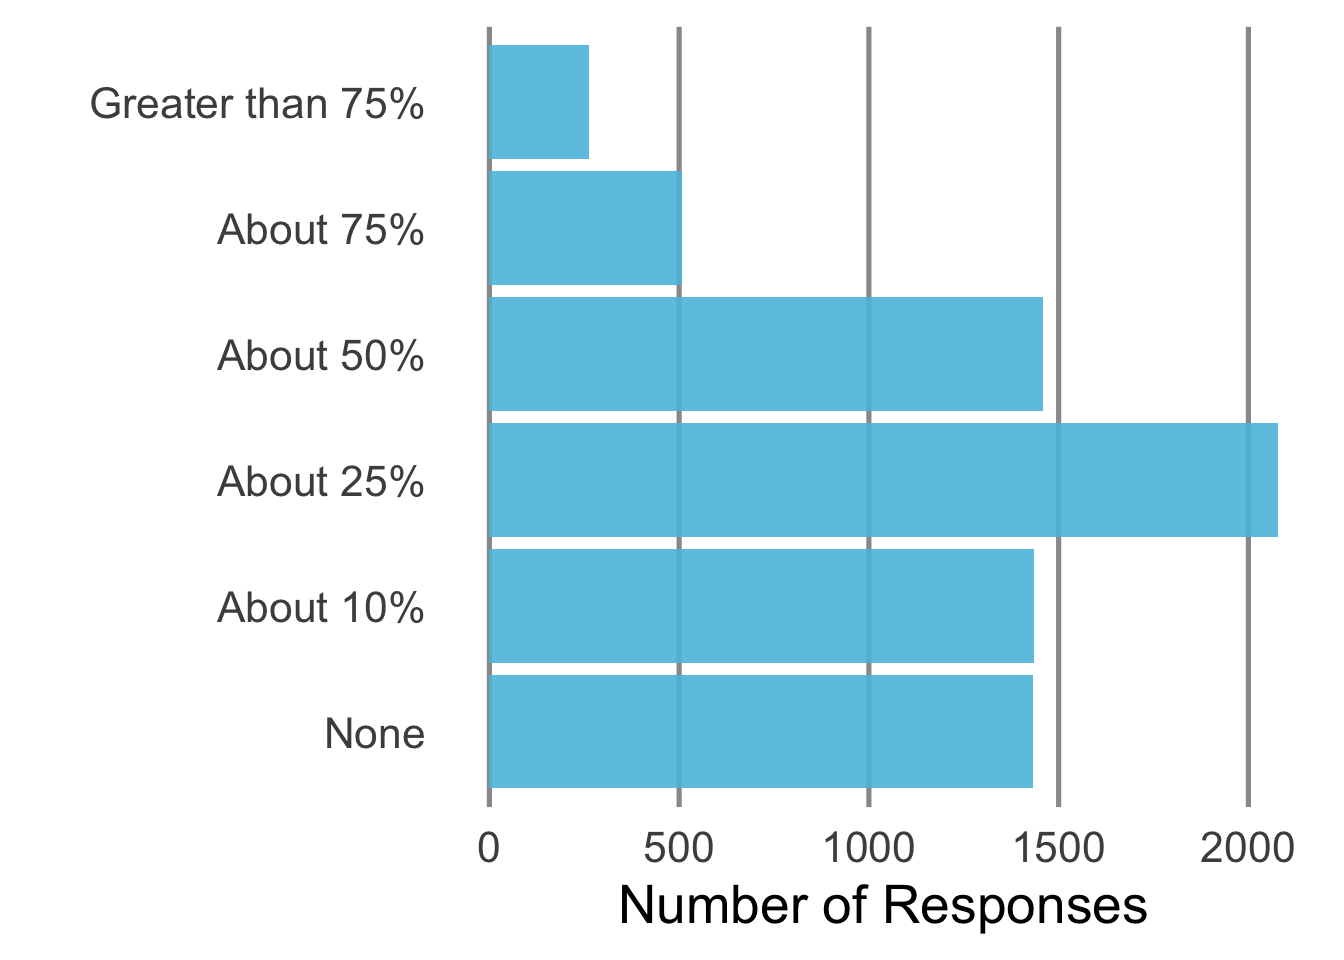 Greater than 75%
About 75%
About 50%
About 25%
About 10%
None
0 500 1000 1500 2000
Number of Responses